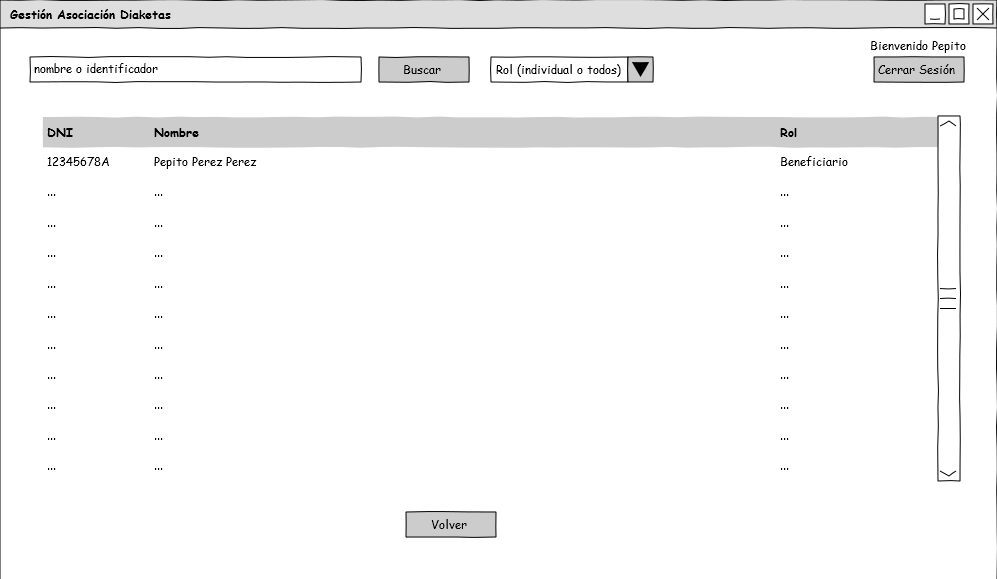 Gestión Asociación Diaketas
Bienvenido Pepito
nombre o identificador Buscar Rol (individual o todos) Cerrar Sesión
DNI Nombre Rol
12345678A Pepito Perez Perez Beneficiario
... ... ...
... ... ...
... ... ...
... ... ...
... ... ...
... ... ...
... ... ...
... ... ...
... ... ...
... ... ...
Volver